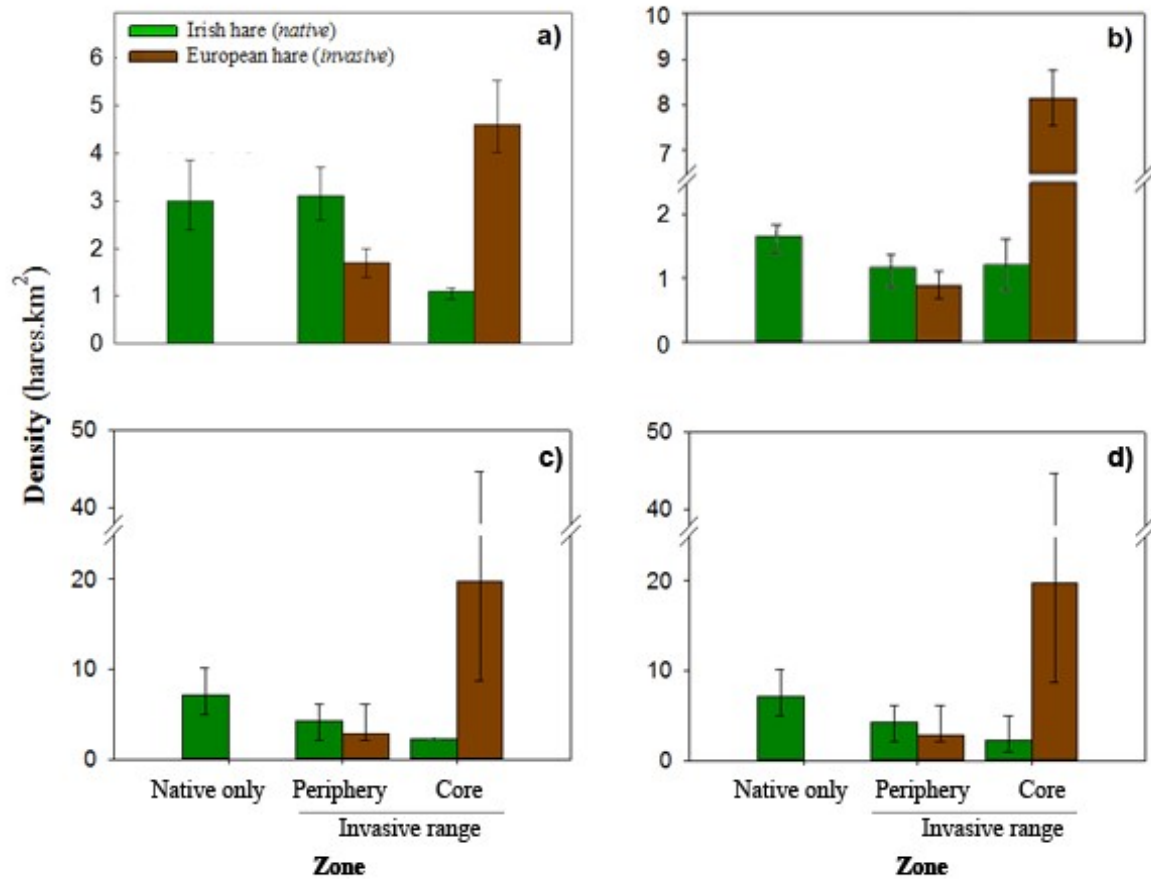 Irish hare (native)
European hare (invasive)
a)
6
5
4
3
2
1
0
b)
10
9
8
7
2
1
0
Density (hares.km²)
c)
50
40
20
10
0
d)
50
40
20
10
0
Native only Periphery Core
Invasive range
Zone
Native only Periphery Core
Invasive range
Zone